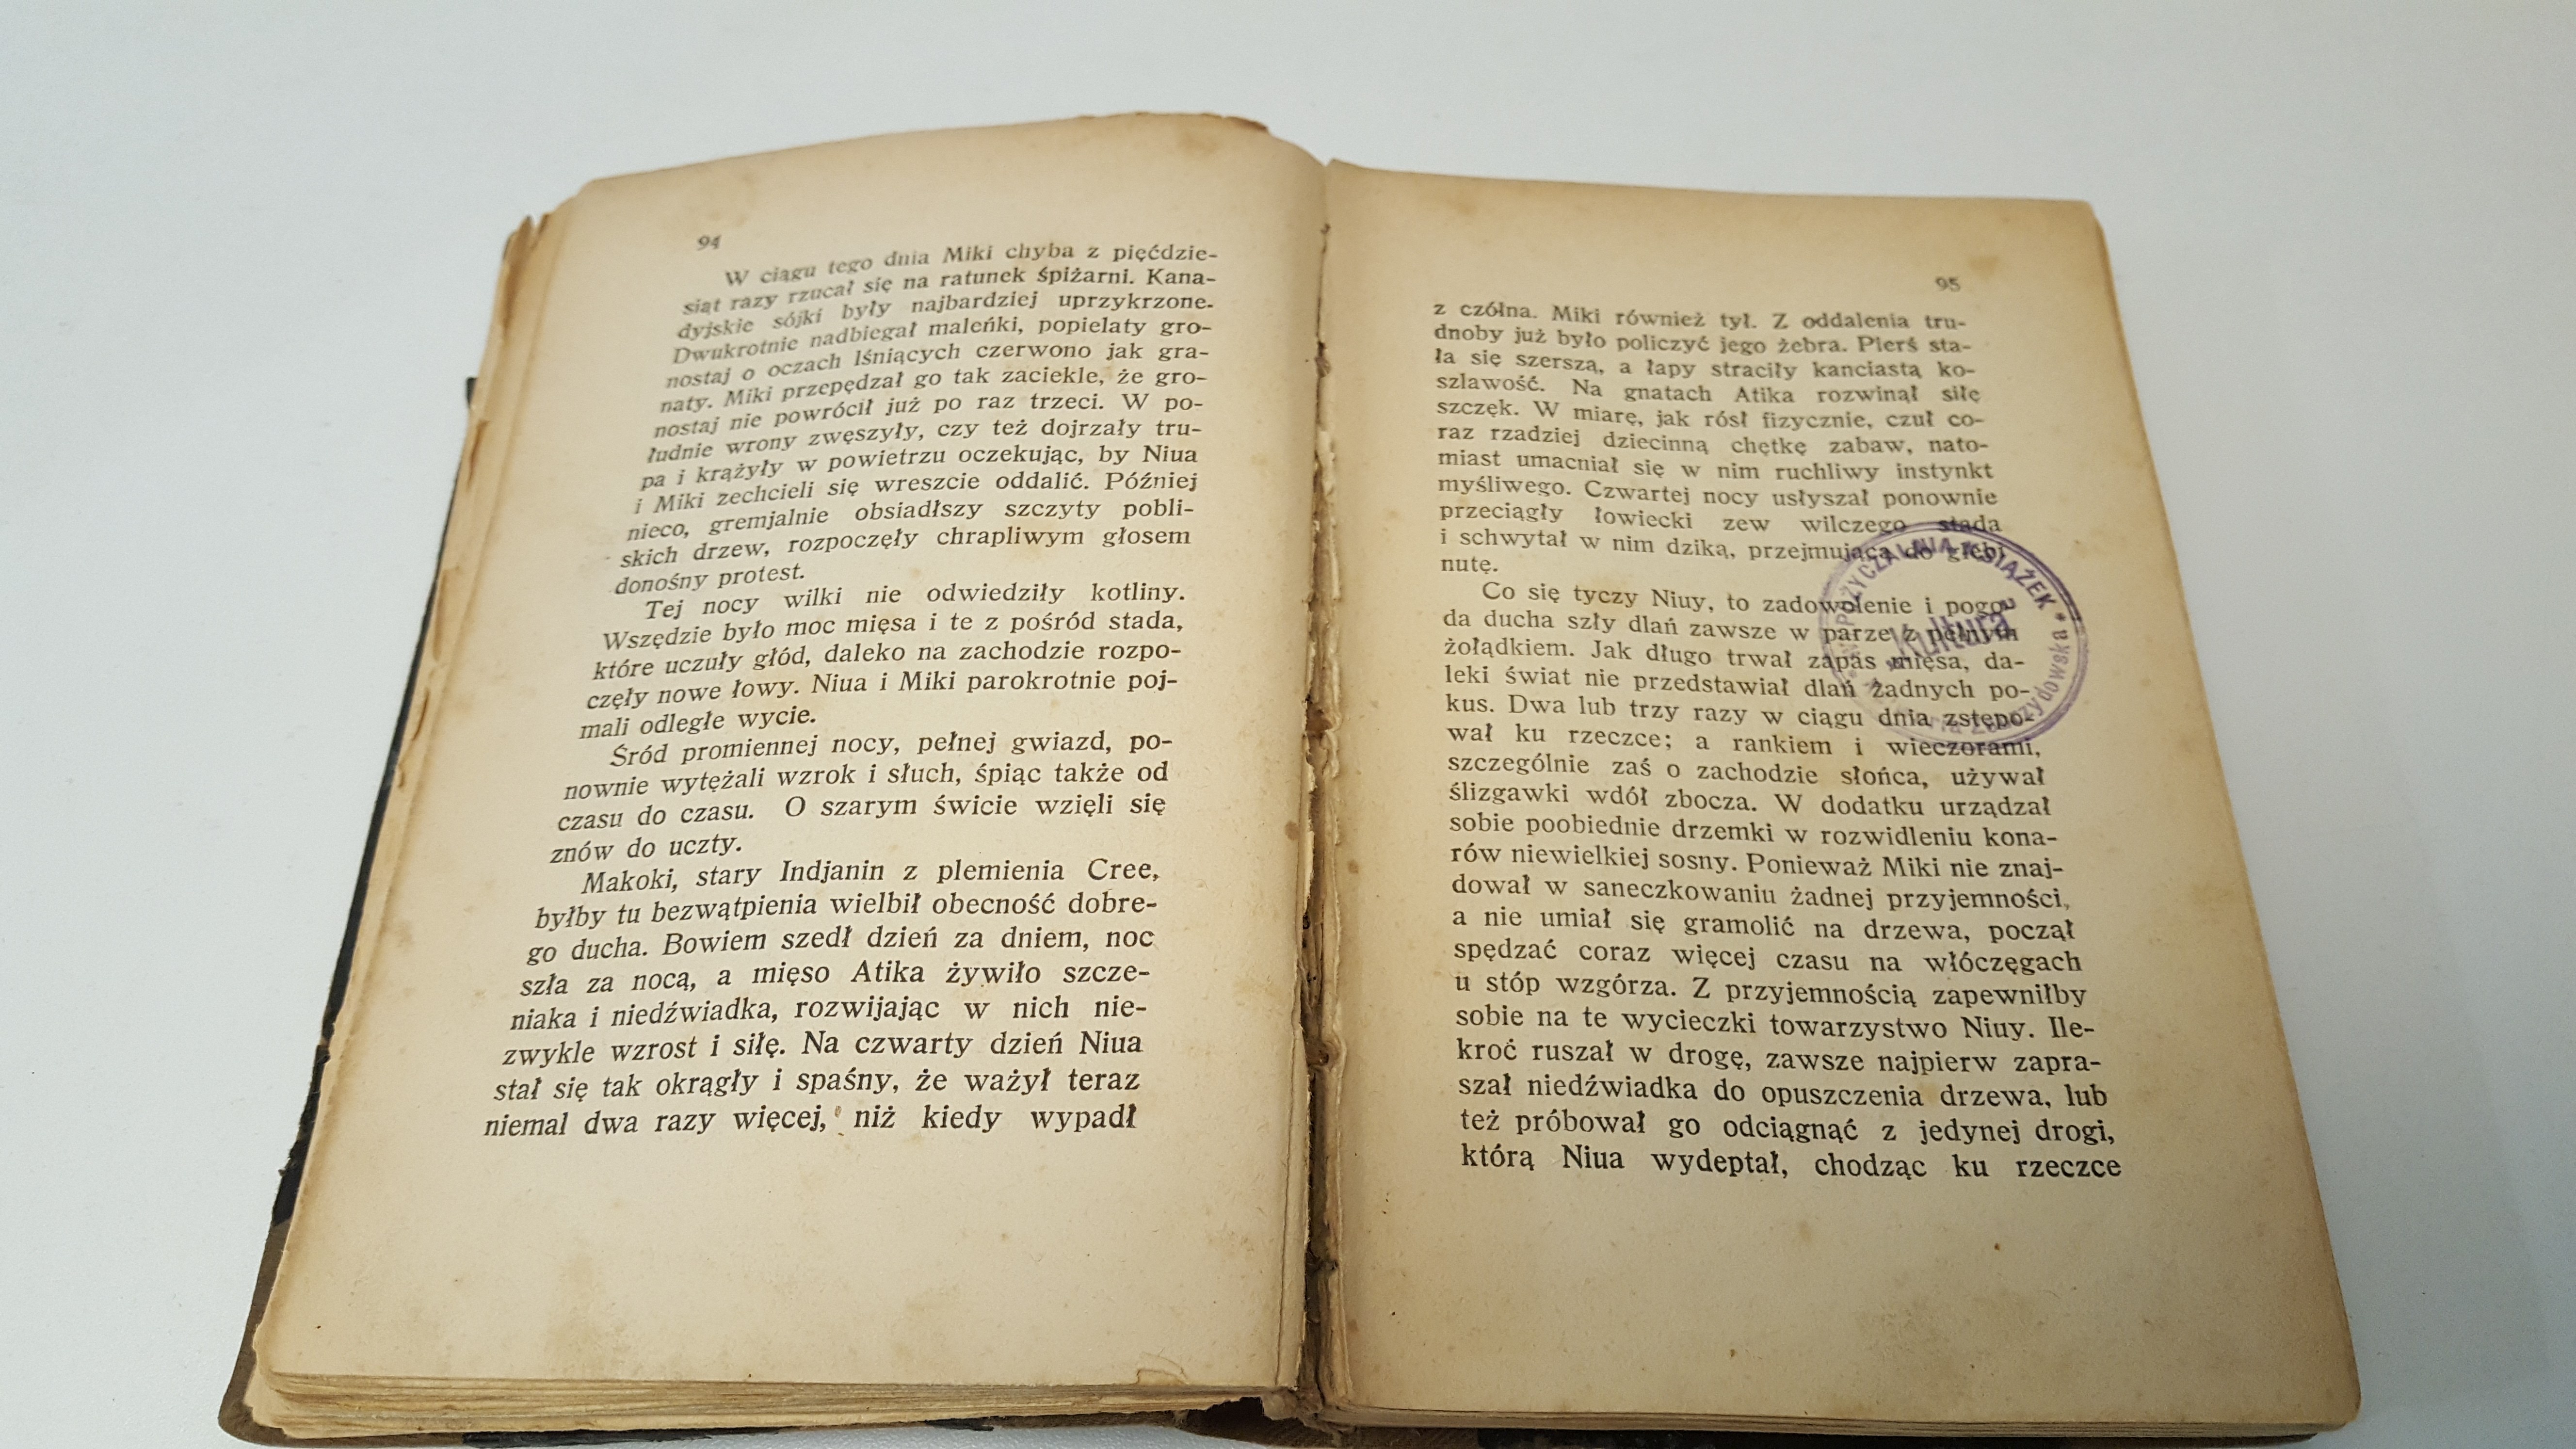 94
W ciągu tego dnia Miki chyba z pięćdzie-
siąt razy rzucał się na ratunek śpiżarni. Kana-
dyjskie sójki były najbardziej uprzykrzone.
Dwukrotnie nadbiegał maleńki, popielaty gro-
nostaj o oczach lśniących czerwono jak gra-
naty. Miki przepędzał go tak zaciekle, że gro-
nostaj nie powrócił już po raz trzeci. W po-
łudnie wrony zwęszyły, czy też dojrzały tru-
pa i krążyły w powietrzu oczekując, by Niua
i Miki zechcieli się wreszcie oddalić. Później
nieco, gremjalnie obsiadłszy szczyty pobli-
skich drzew, rozpoczęły chrapliwym głosem
donośny protest.
Tej nocy wilki nie odwiedziły kotliny.
Wszędzie było moc mięsa i te z pośród stada,
które uczuły głód, daleko na zachodzie rozpo-
częły nowe łowy. Niua i Miki parokrotnie poj-
mali odległe wycie.
Śród promiennej nocy, pełnej gwiazd, po-
nownie wytężali wzrok i słuch, śpiąc także od
czasu do czasu. O szarym świcie wzięli się
znów do uczty.
Makoki, stary Indjanin z plemienia Cree,
byłby tu bezwątpienia wielbił obecność dobre-
go ducha. Bowiem szedł dzień za dniem, noc
szła za nocą, a mięso Atika żywiło szcze-
niaka i niedźwiadka, rozwijając w nich nie-
zwykle wzrost i siłę. Na czwarty dzień Niua
stał się tak okrągły i spaśny, że ważył teraz
niemal dwa razy więcej, niż kiedy wypadł
95
z czółna. Miki również tył. Z oddalenia tru-
dnoby już było policzyć jego żebra. Pierś sta-
ła się szerszą, a łapy straciły kanciastą ko-
szlawość. Na gnatach Atika rozwinął siłę
szczęk. W miarę, jak rósł fizycznie, czuł co-
raz rzadziej dziecinną chętkę zabaw, nato-
miast umacniał się w nim ruchliwy instynkt
myśliwego. Czwartej nocy usłyszał ponownie
przeciągły łowiecki zew wilczego stada
i schwytał w nim dziką, przejmującą do głębi
nutę.
Co się tyczy Niuy, to zadowolenie i pogo-
da ducha szły dlań zawsze w parze z pełnym
żołądkiem. Jak długo trwał zapas mięsa, da-
leki świat nie przedstawiał dlań żadnych po-
kus. Dwa lub trzy razy w ciągu dnia zstępo-
wał ku rzeczce; a rankiem i wieczorami,
szczególnie zaś o zachodzie słońca, używał
ślizgawki wdół zbocza. W dodatku urządzał
sobie poobiednie drzemki w rozwidleniu kona-
rów niewielkiej sosny. Ponieważ Miki nie znaj-
dował w saneczkowaniu żadnej przyjemności,
a nie umiał się gramolić na drzewa, począł
spędzać coraz więcej czasu na włóczęgach
u stóp wzgórza. Z przyjemnością zapewniłby
sobie na te wycieczki towarzystwo Niuy. Ile-
kroć ruszał w drogę, zawsze najpierw zapra-
szał niedźwiadka do opuszczenia drzewa, lub
też próbował go odciągnąć z jedynej drogi,
którą Niua wydeptał, chodząc ku rzeczce
WYPOŻYCZALNIA KSIĄŻEK
„Kultura"